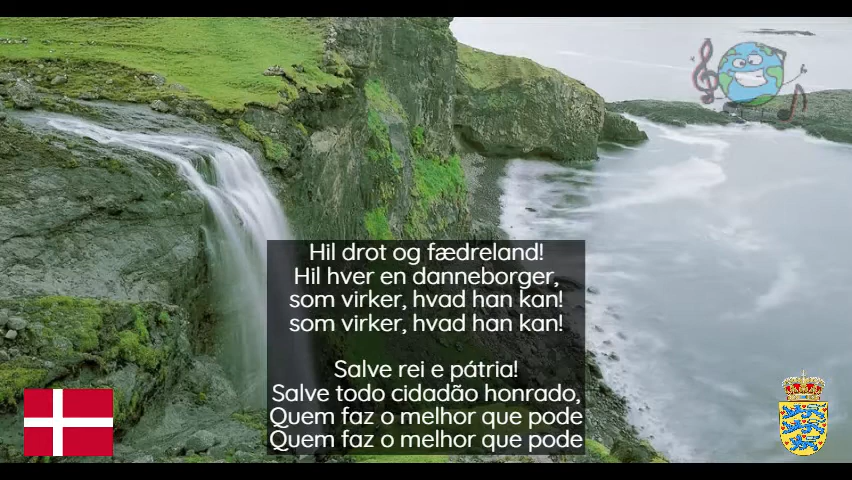 Hil drot og fædreland!
Hil hver en danneborger,
som virker, hvad han kan!
som virker, hvad han kan!
Salve rei e pátria!
Salve todo cidadão honrado,
Quem faz o melhor que pode
Quem faz o melhor que pode